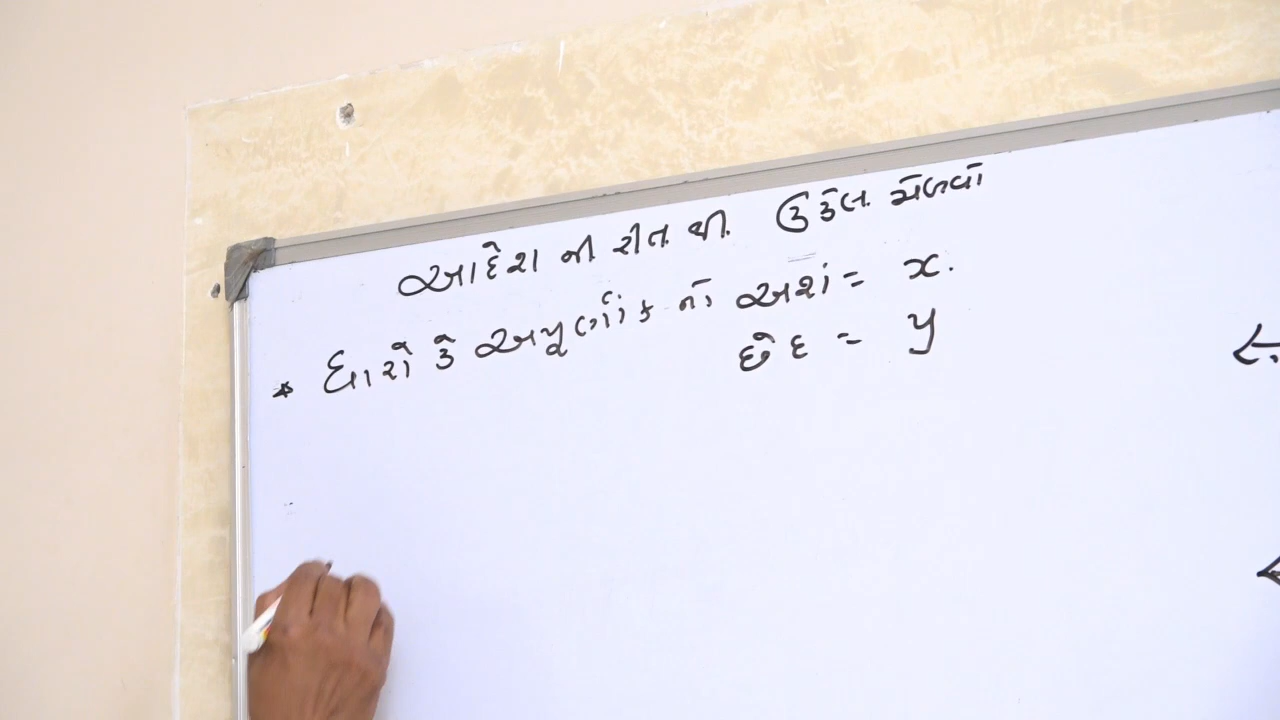 આદેશ ની રીત થી ઉકેલ મેળવો
* ધારો કે અપૂર્ણાંક નો અંશ = x.
છેદ = y